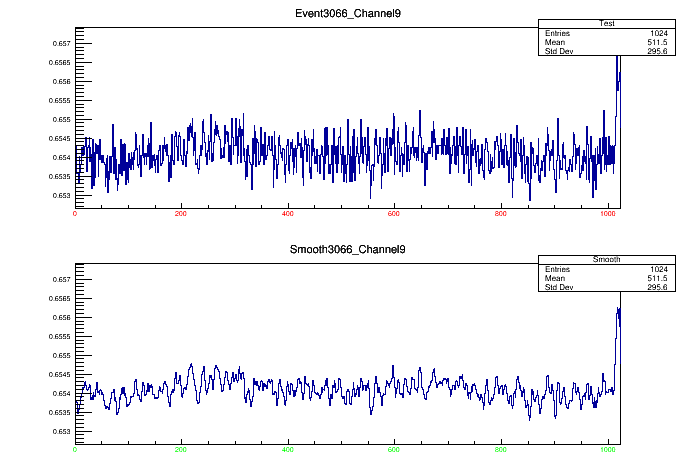 Event3066_Channel9
Test
Entries 1024
Mean 511.5
Std Dev 295.6
0.657
0.6565
0.656
0.6555
0.655
0.6545
0.654
0.6535
0.653
0 200 400 600 800 1000
Smooth3066_Channel9
Smooth
Entries 1024
Mean 511.5
Std Dev 295.6
0.657
0.6565
0.656
0.6555
0.655
0.6545
0.654
0.6535
0.653
0 200 400 600 800 1000